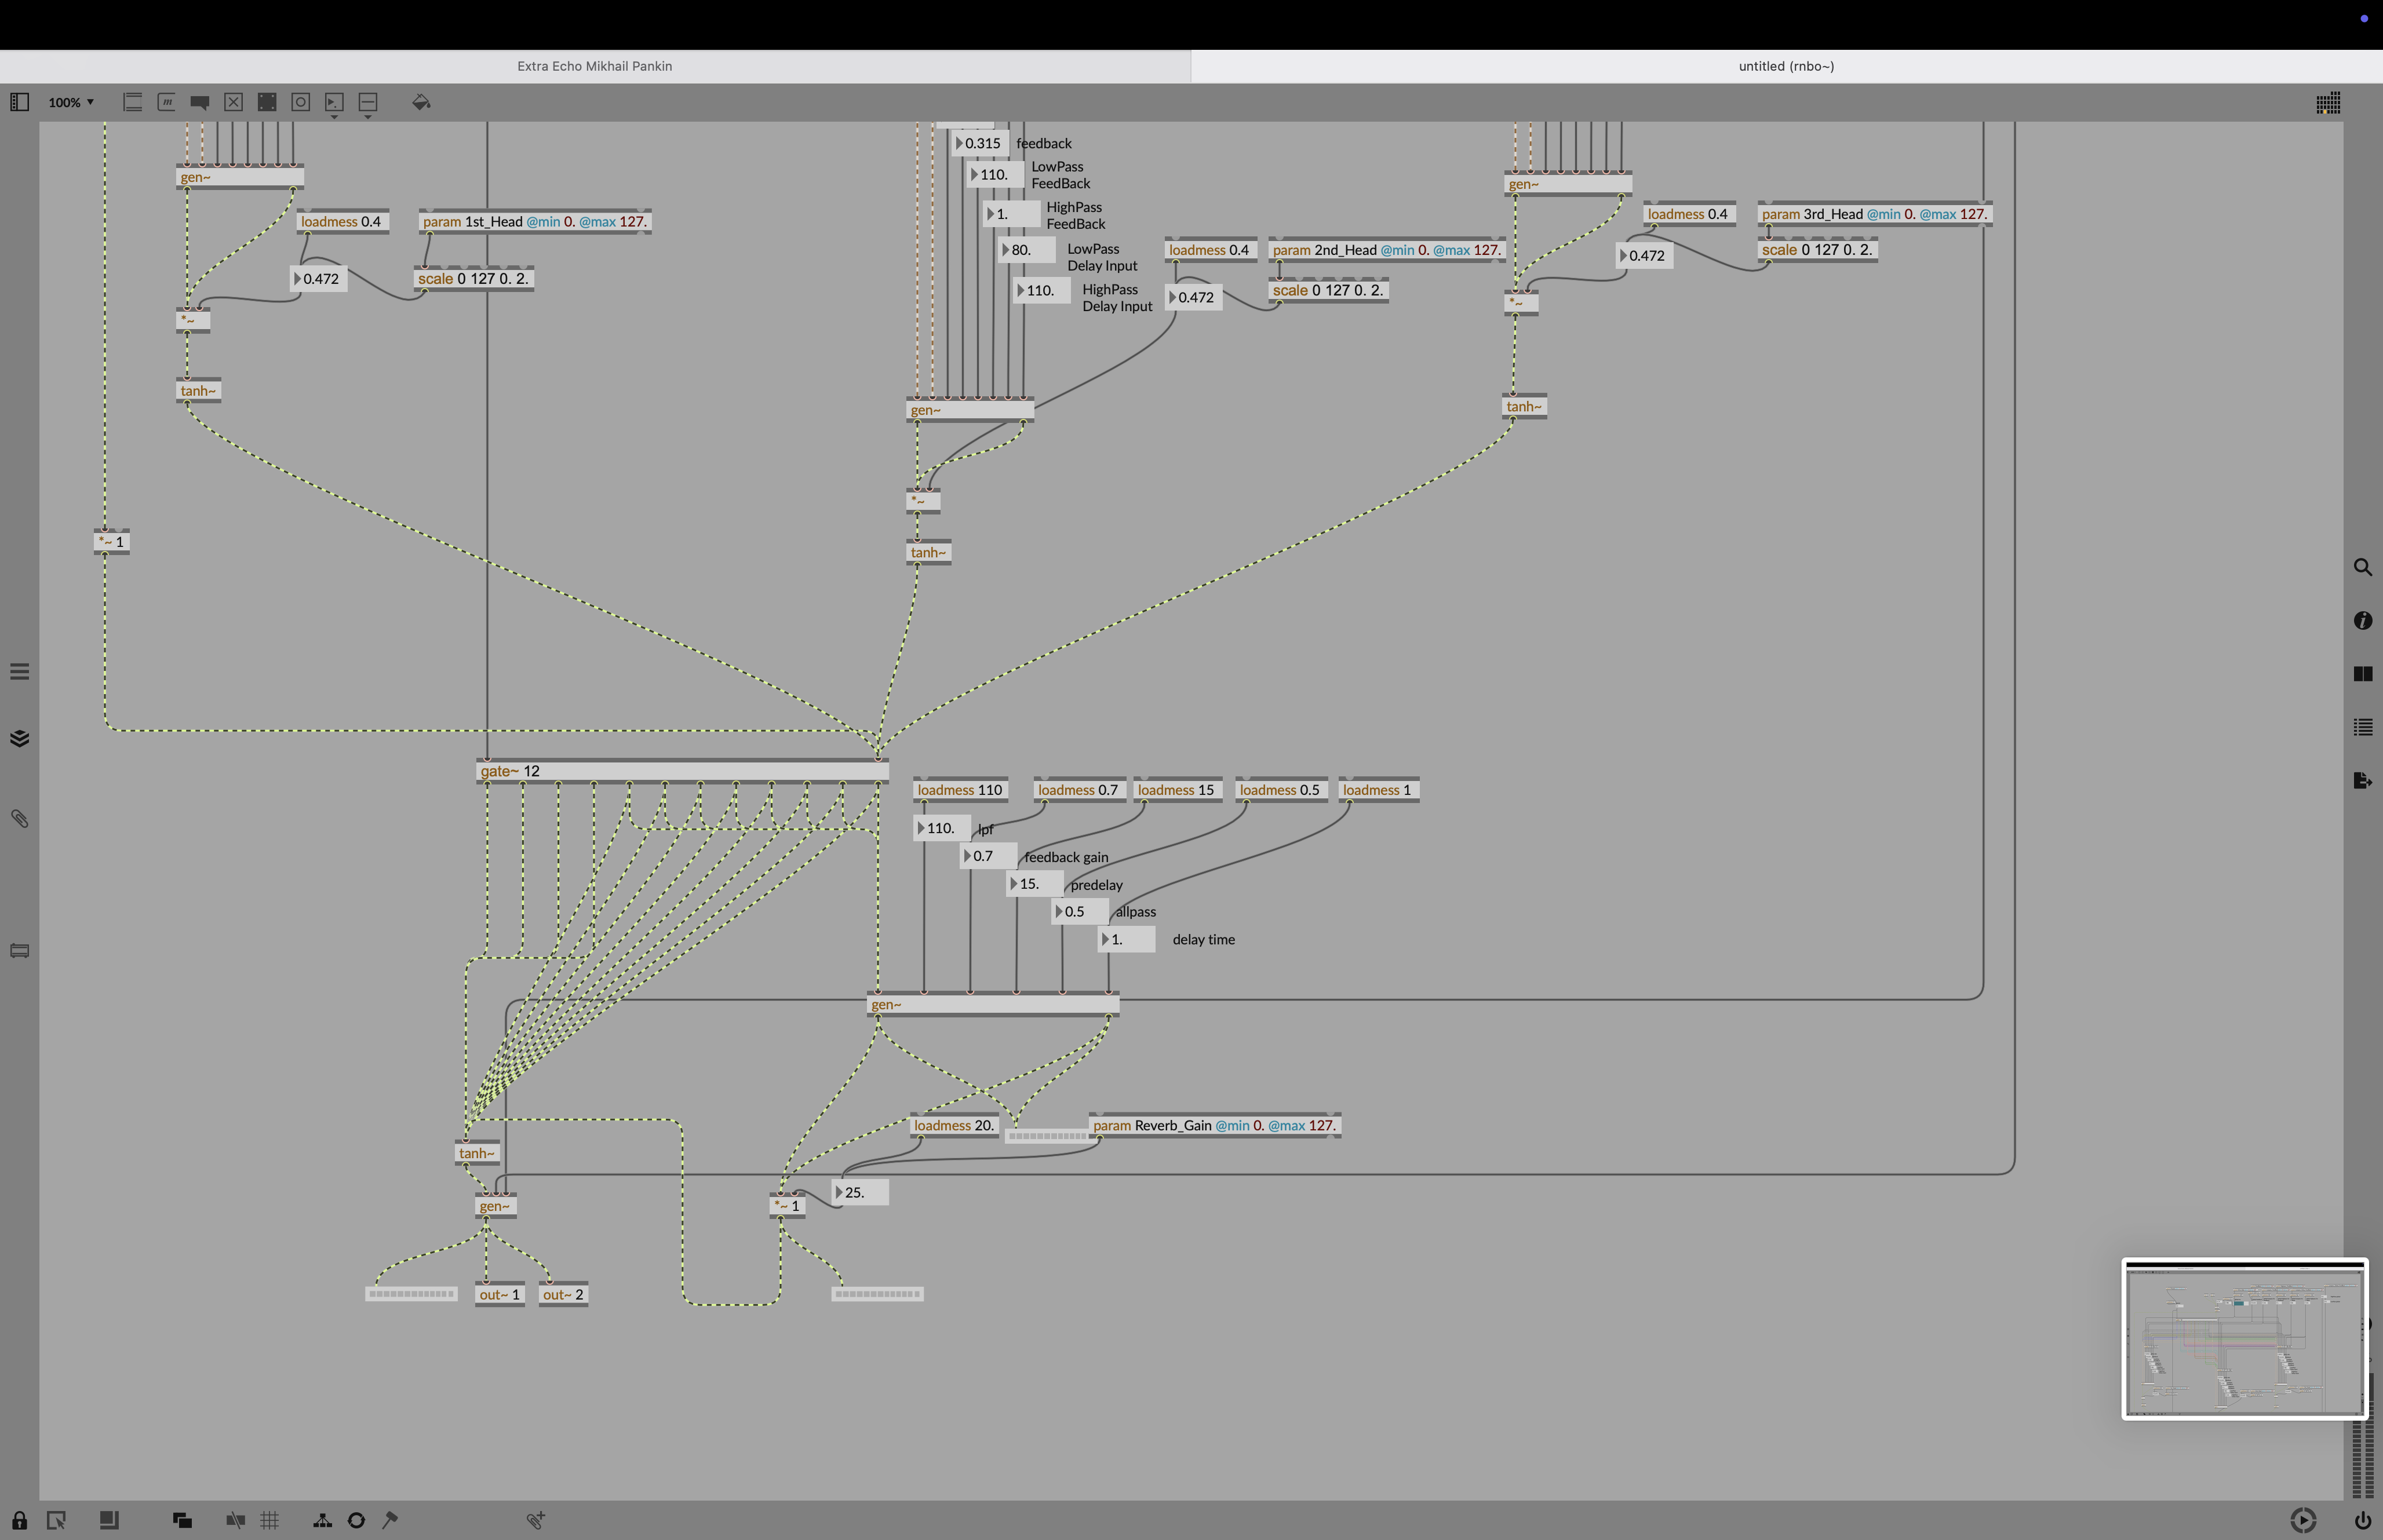 Extra Echo Mikhail Pankin
untitled (rnbo~)
100%
0.315 feedback
110. LowPass
FeedBack
1. HighPass
FeedBack
80. LowPass
Delay Input
110. HighPass
Delay Input
gen~
loadmess 0.4
param 1st_Head @min 0. @max 127.
0.472
scale 0 127 0. 2.
*~
tanh~
*~ 1
loadmess 0.4
param 2nd_Head @min 0. @max 127.
0.472
scale 0 127 0. 2.
gen~
*~
tanh~
gen~
loadmess 0.4
param 3rd_Head @min 0. @max 127.
0.472
scale 0 127 0. 2.
*~
tanh~
gate~ 12
loadmess 110
loadmess 0.7
loadmess 15
loadmess 0.5
loadmess 1
110. lpf
0.7 feedback gain
15. predelay
0.5 allpass
1. delay time
gen~
loadmess 20.
param Reverb_Gain @min 0. @max 127.
tanh~
25.
gen~
*~ 1
out~ 1
out~ 2